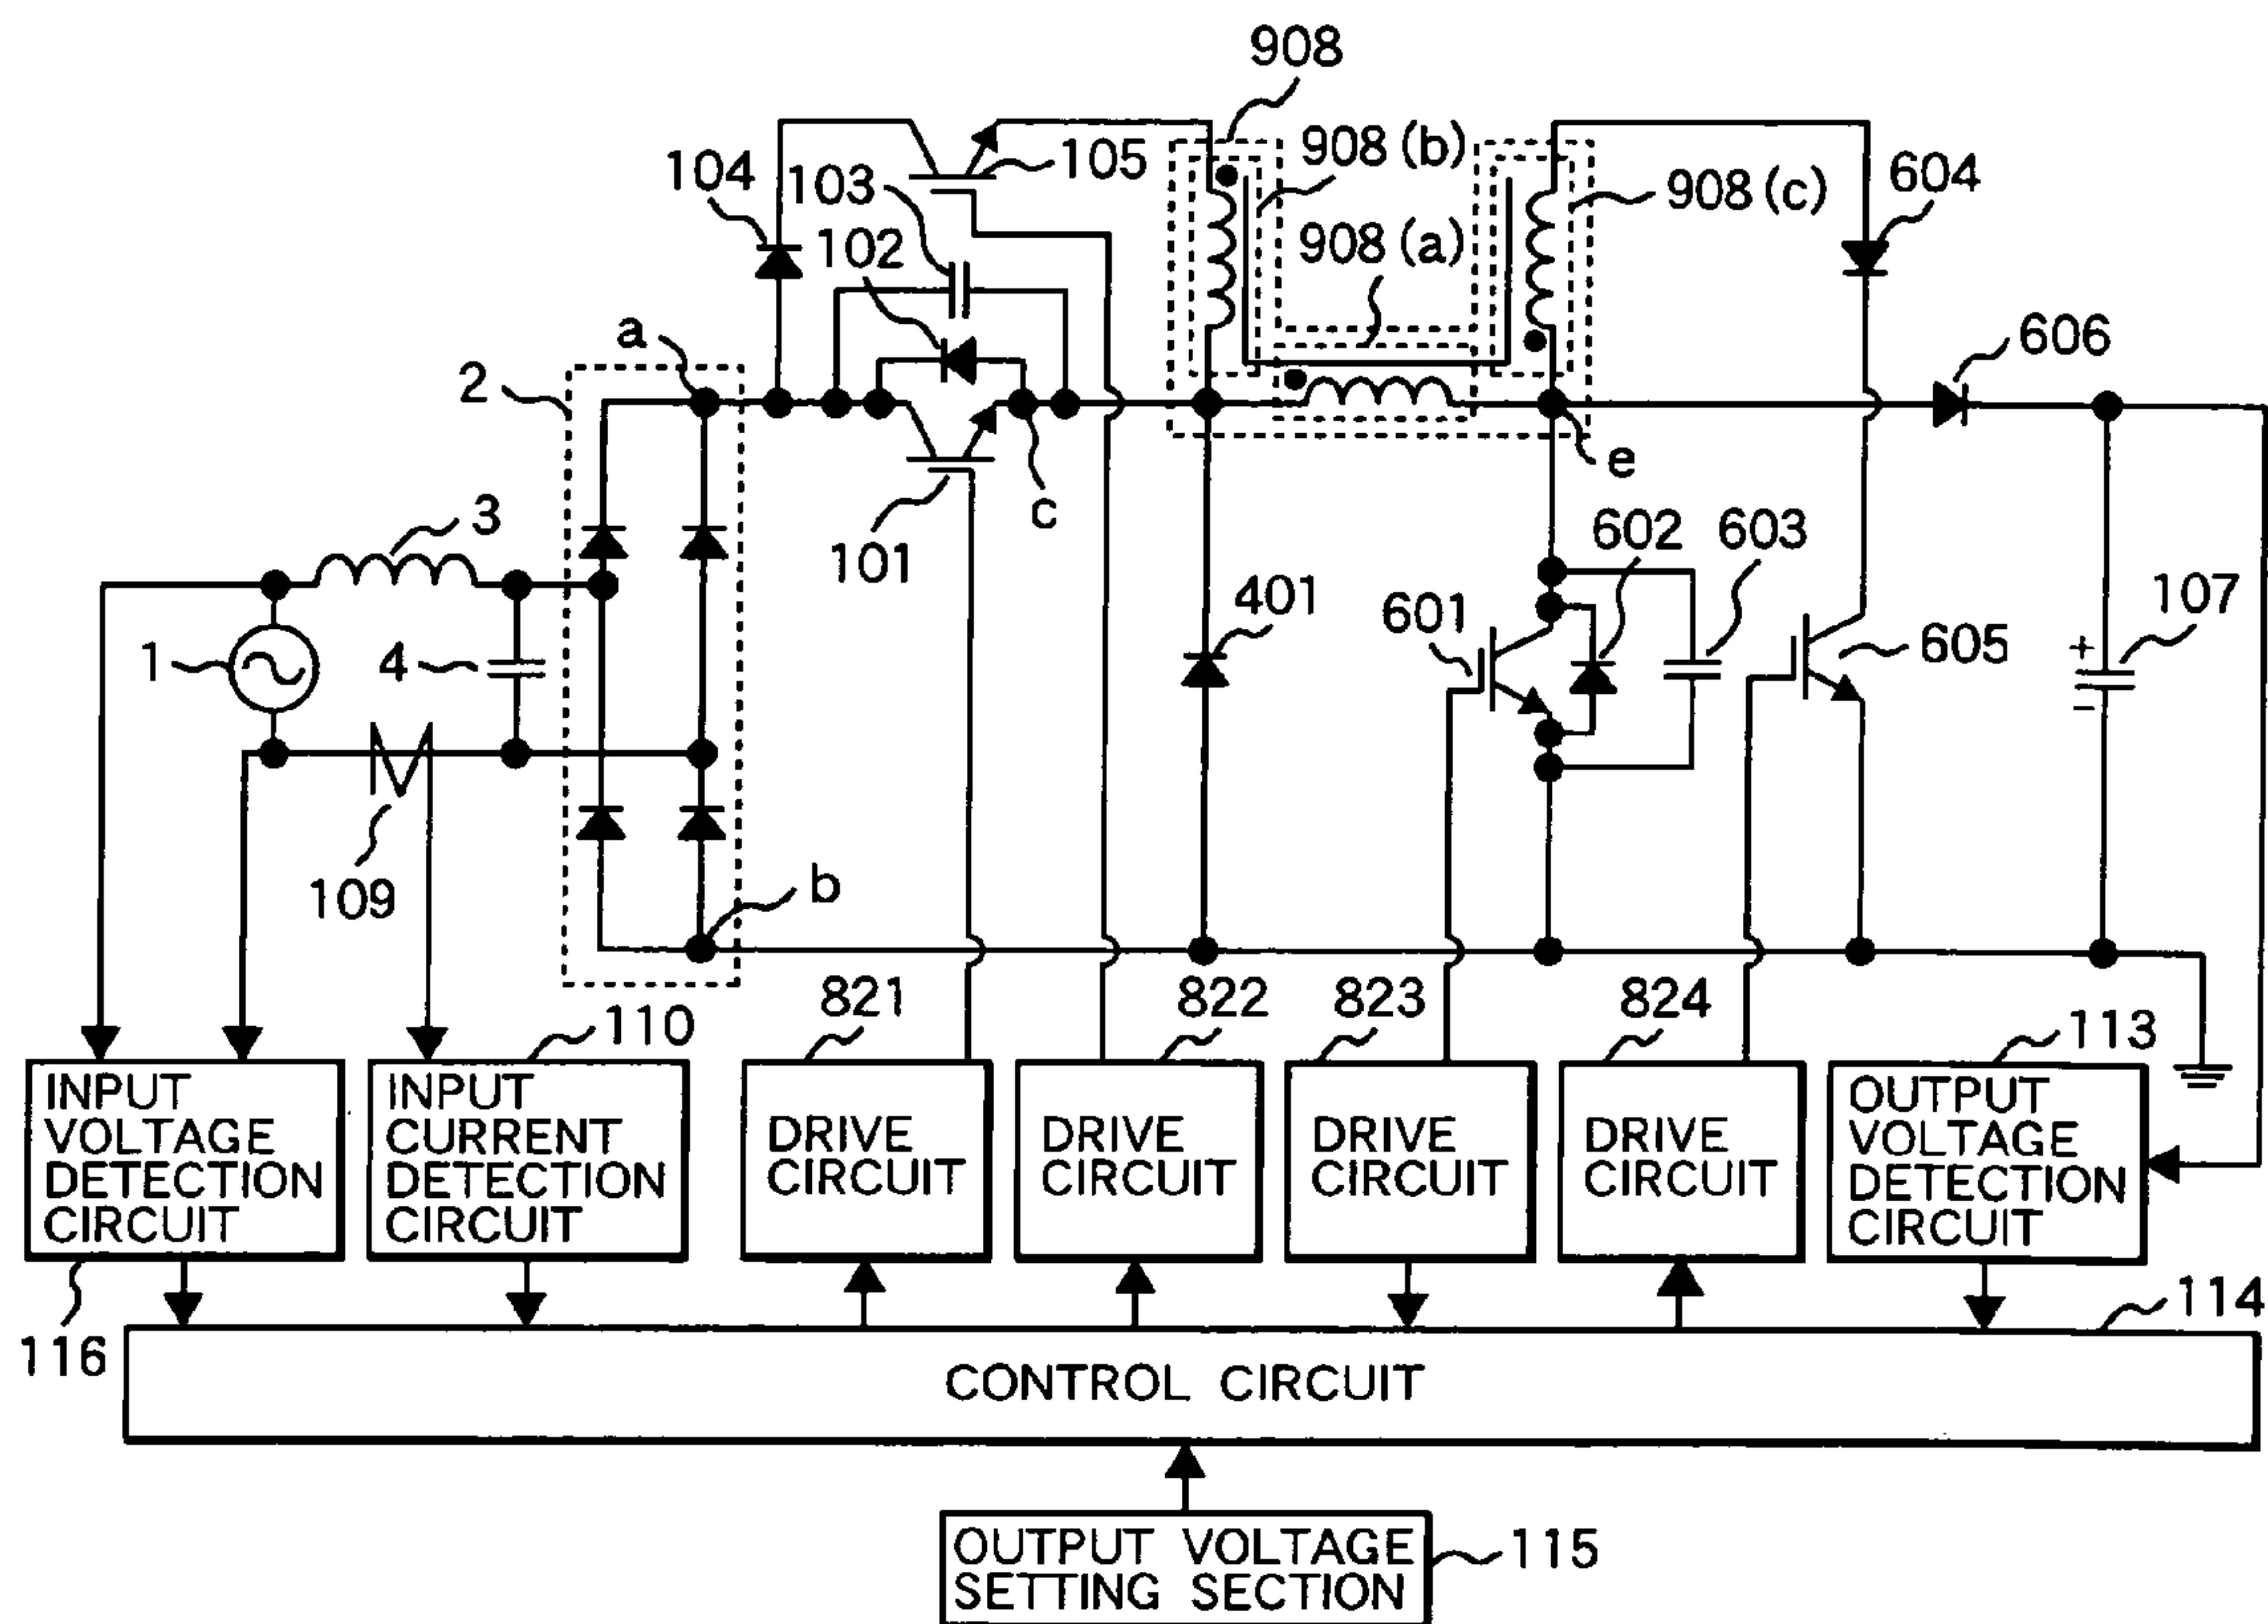 908
908 (b)
105
104
103
908 (c)
604
102
908 (a)
a
606
2
e
c
3
101
602
603
601
401
107
1
4
605
+
−
109
b
821
822
823
824
110
113
INPUT
VOLTAGE
DETECTION
CIRCUIT
INPUT
CURRENT
DETECTION
CIRCUIT
DRIVE
CIRCUIT
DRIVE
CIRCUIT
DRIVE
CIRCUIT
DRIVE
CIRCUIT
OUTPUT
VOLTAGE
DETECTION
CIRCUIT
116
114
CONTROL CIRCUIT
OUTPUT VOLTAGE
SETTING SECTION
115